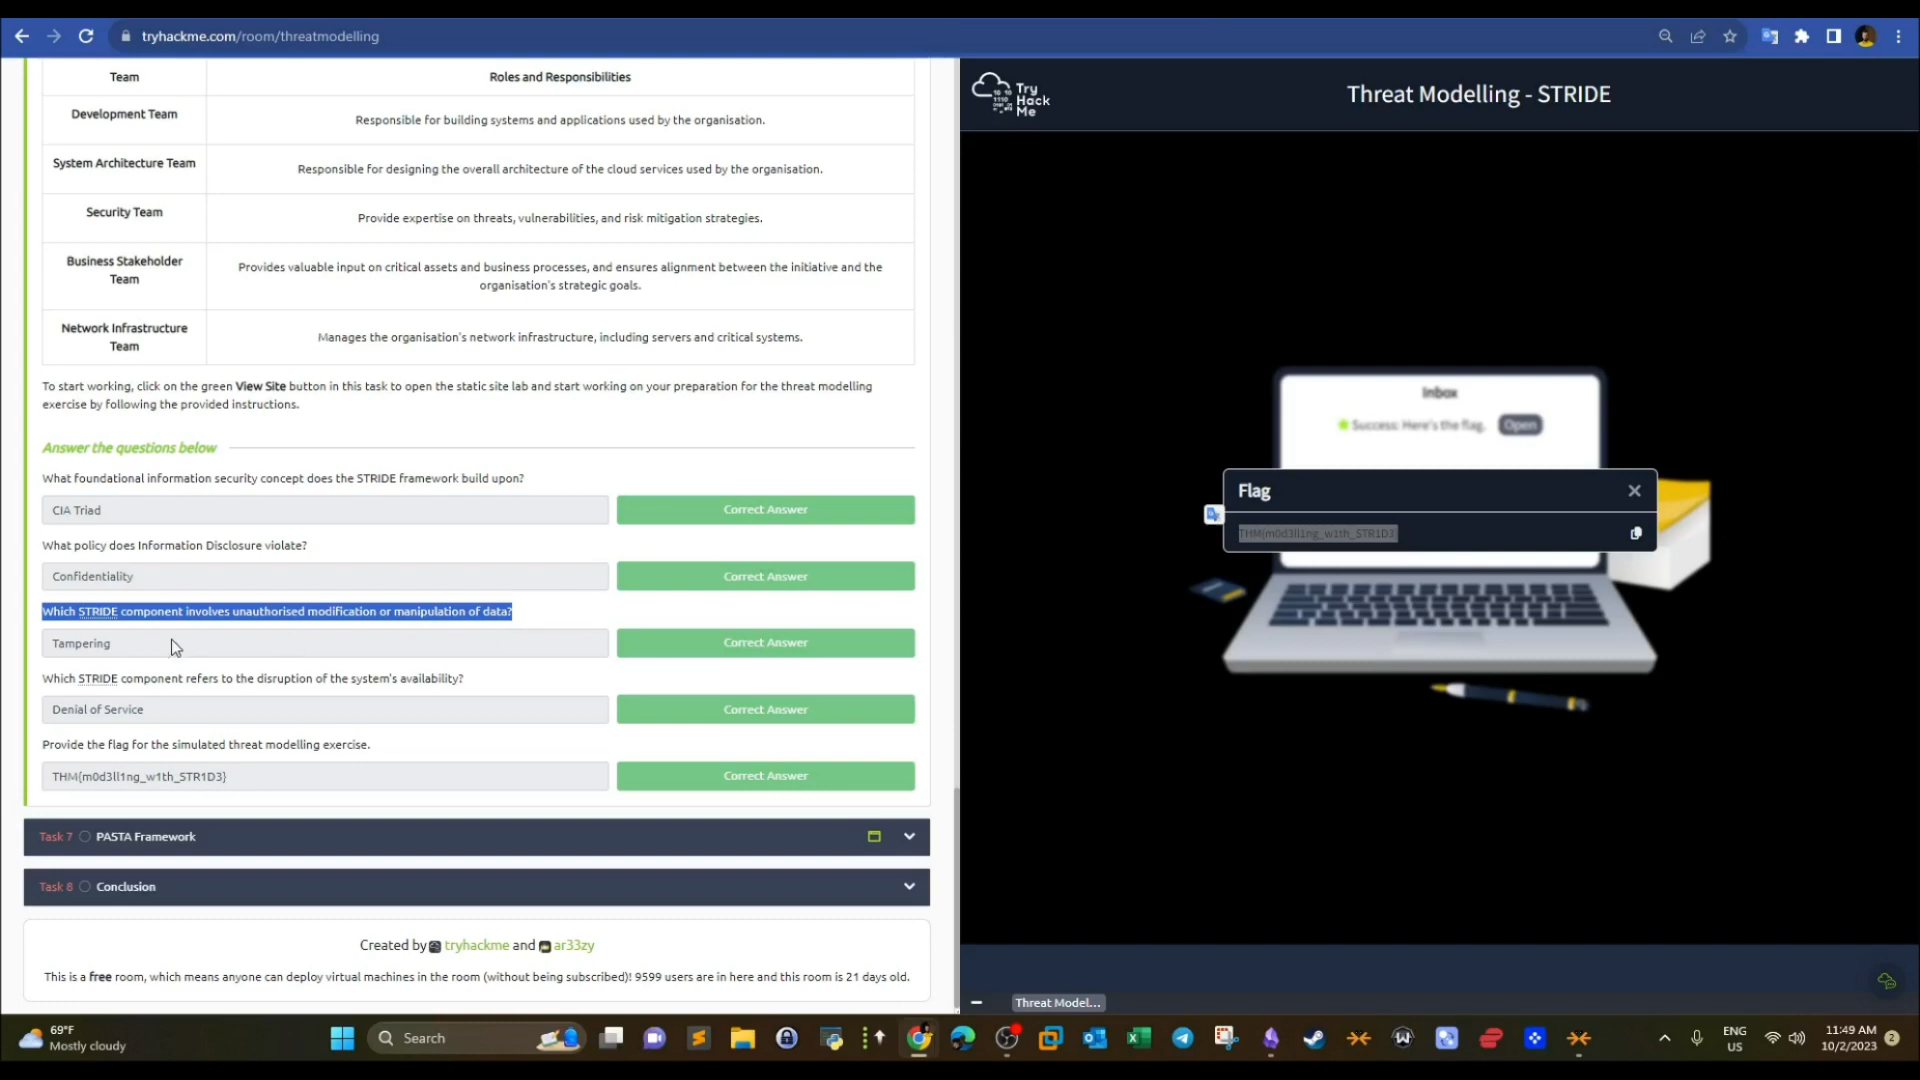 tryhackme.com/room/threatmodelling
Team
Roles and Responsibilities
Development Team
Responsible for building systems and applications used by the organisation.
System Architecture Team
Responsible for designing the overall architecture of the cloud services used by the organisation.
Security Team
Provide expertise on threats, vulnerabilities, and risk mitigation strategies.
Business Stakeholder
Team
Provides valuable input on critical assets and business processes, and ensures alignment between the initiative and the
organisation's strategic goals.
Network Infrastructure
Team
Manages the organisation's network infrastructure, including servers and critical systems.
To start working, click on the green View Site button in this task to open the static site lab and start working on your preparation for the threat modelling
exercise by following the provided instructions.
Answer the questions below
What foundational information security concept does the STRIDE framework build upon?
CIA Triad
Correct Answer
What policy does Information Disclosure violate?
Confidentiality
Correct Answer
Which STRIDE component involves unauthorised modification or manipulation of data?
Tampering
Correct Answer
Which STRIDE component refers to the disruption of the system's availability?
Denial of Service
Correct Answer
Provide the flag for the simulated threat modelling exercise.
THM{m0d3ll1ng_w1th_STR1D3}
Correct Answer
Task 7 PASTA Framework
Task 8 Conclusion
Created by tryhackme and ar33zy
This is a free room, which means anyone can deploy virtual machines in the room (without being subscribed)! 9599 users are in here and this room is 21 days old.
Try
Hack
Me
Threat Modelling - STRIDE
Inbox
Success: Here's the flag.
Open
Flag
THM{m0d3ll1ng_w1th_STR1D3}
Threat Model...
69°F
Mostly cloudy
Search
ENG
US
11:49 AM
10/2/2023
2